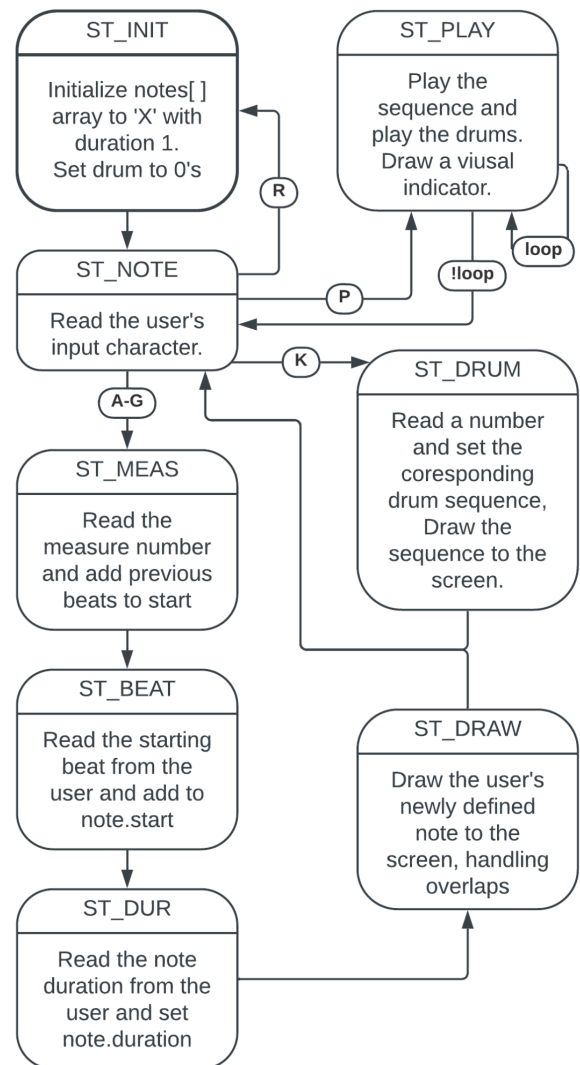 ST_INIT
Initialize notes[ ]
array to 'X' with
duration 1.
Set drum to 0's
ST_PLAY
Play the
sequence and
play the drums.
Draw a viusal
indicator.
R
loop
!loop
ST_NOTE
Read the user's
input character.
P
K
A-G
ST_DRUM
Read a number
and set the
coresponding
drum sequence,
Draw the
sequence to the
screen.
ST_MEAS
Read the
measure number
and add previous
beats to start
ST_BEAT
Read the starting
beat from the
user and add to
note.start
ST_DRAW
Draw the user's
newly defined
note to the
screen, handling
overlaps
ST_DUR
Read the note
duration from the
user and set
note.duration